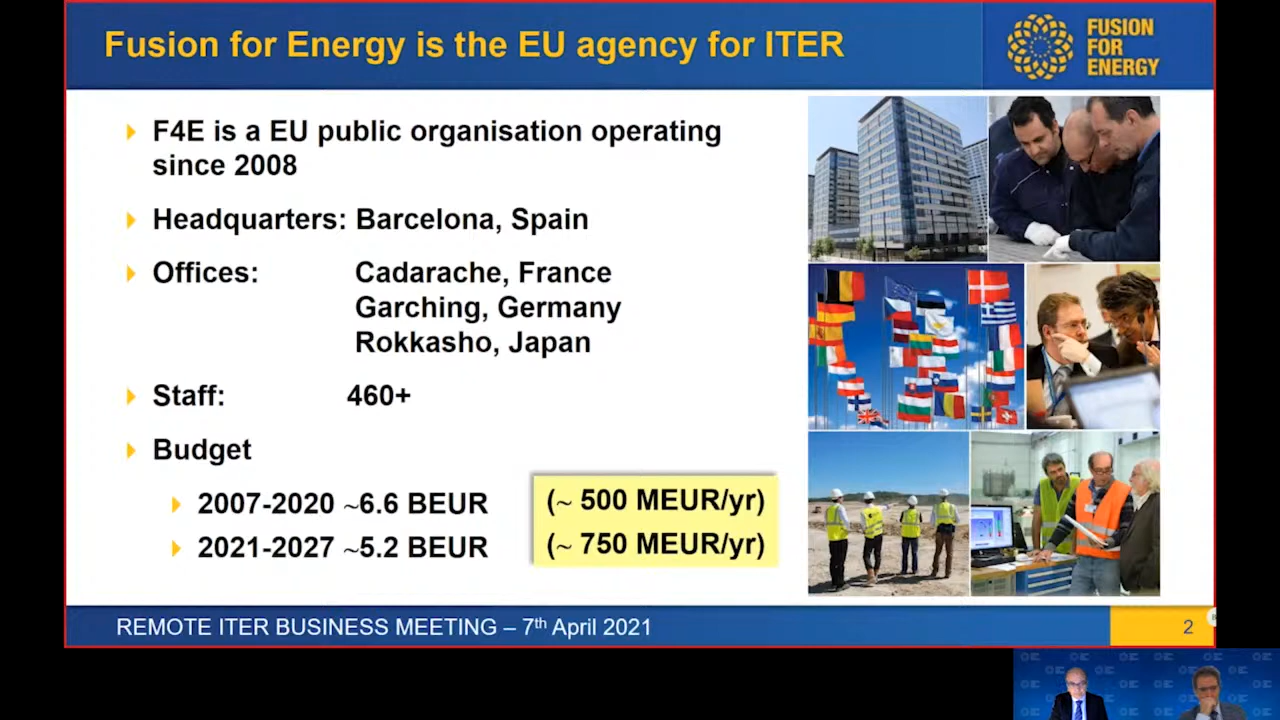 Fusion for Energy is the EU agency for ITER
FUSION
FOR
ENERGY
F4E is a EU public organisation operating
since 2008
Headquarters: Barcelona, Spain
Offices: Cadarache, France
Garching, Germany
Rokkasho, Japan
Staff: 460+
Budget
2007-2020 ~6.6 BEUR (~ 500 MEUR/yr)
2021-2027 ~5.2 BEUR (~ 750 MEUR/yr)
REMOTE ITER BUSINESS MEETING – 7th April 2021 2